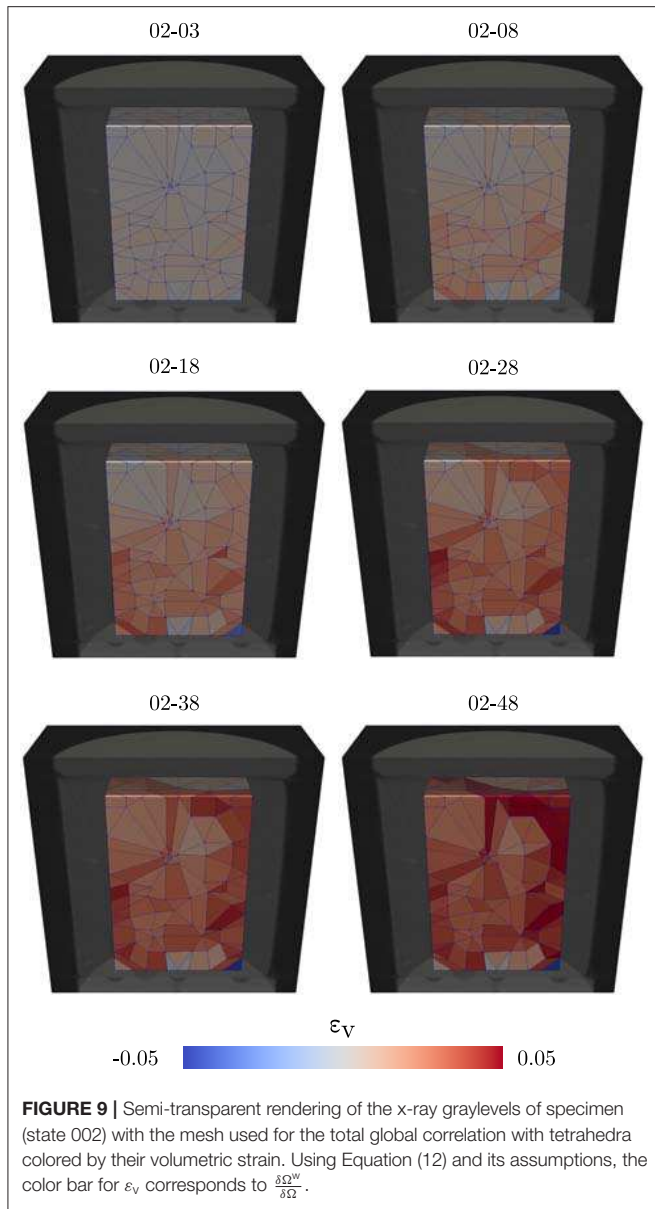 02-03
02-08
02-18
02-28
02-38
02-48
εv
-0.05
0.05
FIGURE 9 | Semi-transparent rendering of the x-ray graylevels of specimen
(state 002) with the mesh used for the total global correlation with tetrahedra
colored by their volumetric strain. Using Equation (12) and its assumptions, the
color bar for εv corresponds to δΩ^w/δΩ.